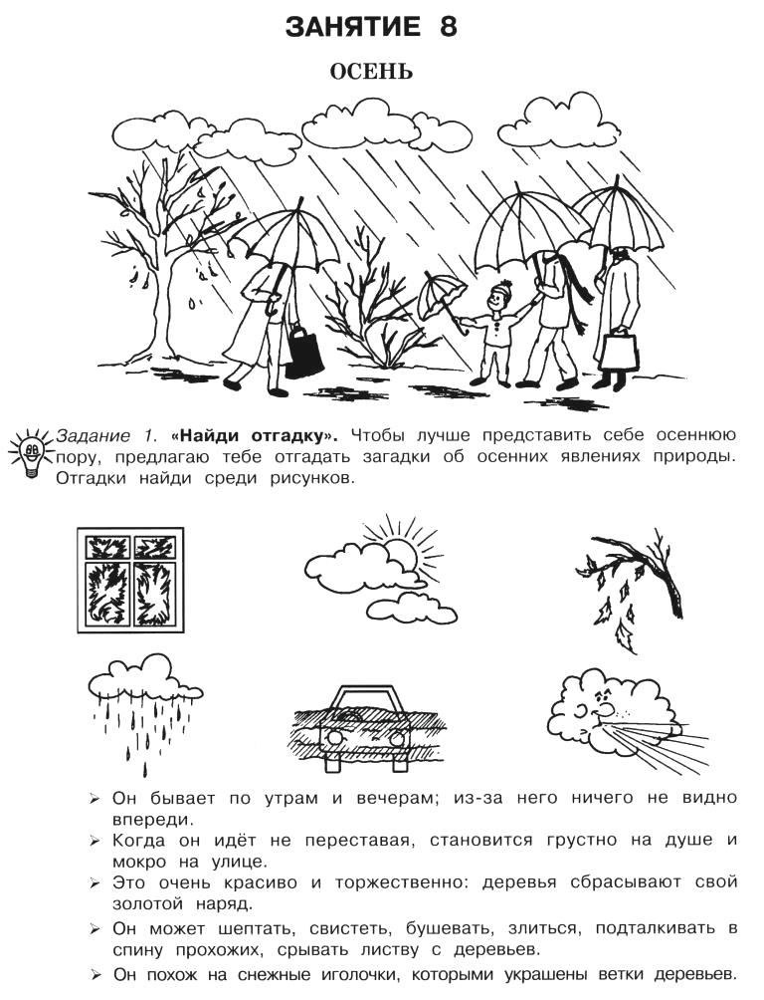 ЗАНЯТИЕ 8
ОСЕНЬ
Задание 1. «Найди отгадку». Чтобы лучше представить себе осеннюю
пору, предлагаю тебе отгадать загадки об осенних явлениях природы.
Отгадки найди среди рисунков.
➢ Он бывает по утрам и вечерам; из-за него ничего не видно
впереди.
➢ Когда он идёт не переставая, становится грустно на душе и
мокро на улице.
➢ Это очень красиво и торжественно: деревья сбрасывают свой
золотой наряд.
➢ Он может шептать, свистеть, бушевать, злиться, подталкивать в
спину прохожих, срывать листву с деревьев.
➢ Он похож на снежные иголочки, которыми украшены ветки деревьев.